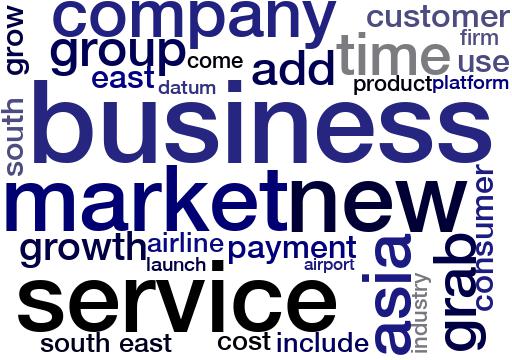 grow
company
customer
group
come
time
firm
add
use
east
datum
product
platform
south
business
market
new
consumer
growth
airline
payment
asia
grab
launch
airport
industry
service
south east
cost
include